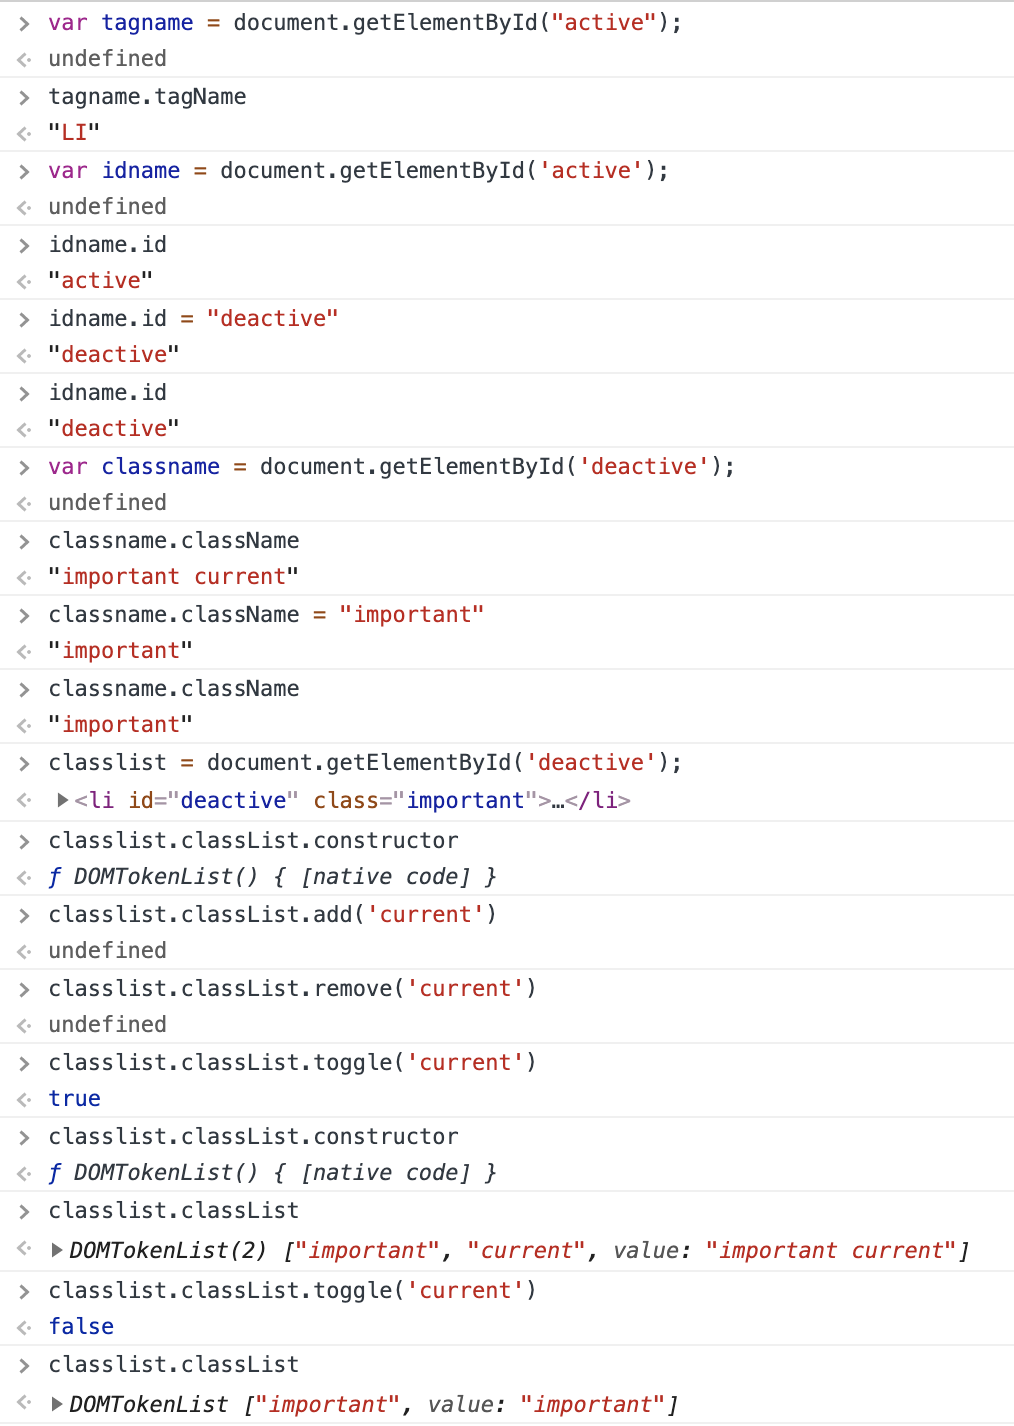 > var tagname = document.getElementById("active");
<· undefined
> tagname.tagName
<· "LI"
> var idname = document.getElementById('active');
<· undefined
> idname.id
<· "active"
> idname.id = "deactive"
<· "deactive"
> idname.id
<· "deactive"
> var classname = document.getElementById('deactive');
<· undefined
> classname.className
<· "important current"
> classname.className = "important"
<· "important"
> classname.className
<· "important"
> classlist = document.getElementById('deactive');
<· ▶<li id="deactive" class="important">…</li>
> classlist.classList.constructor
<· ƒ DOMTokenList() { [native code] }
> classlist.classList.add('current')
<· undefined
> classlist.classList.remove('current')
<· undefined
> classlist.classList.toggle('current')
<· true
> classlist.classList.constructor
<· ƒ DOMTokenList() { [native code] }
> classlist.classList
<· ▶DOMTokenList(2) ["important", "current", value: "important current"]
> classlist.classList.toggle('current')
<· false
> classlist.classList
<· ▶DOMTokenList ["important", value: "important"]